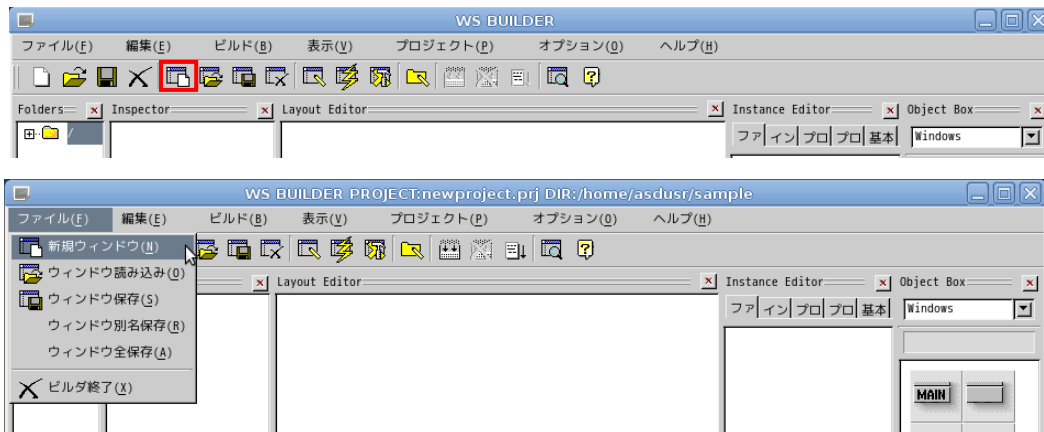 WS BUILDER
ファイル(F) 編集(E) ビルド(B) 表示(V) プロジェクト(P) オプション(O) ヘルプ(H)
Folders Inspector Layout Editor Instance Editor Object Box
/ ファ イン プロ プロ 基本 Windows
WS BUILDER PROJECT:newproject.prj DIR:/home/asdusr/sample
ファイル(F) 編集(E) ビルド(B) 表示(V) プロジェクト(P) オプション(O) ヘルプ(H)
新規ウィンドウ(N)
Layout Editor Instance Editor Object Box
ウィンドウ読み込み(O)
ファ イン プロ プロ 基本 Windows
ウィンドウ保存(S)
ウィンドウ別名保存(R)
ウィンドウ全保存(A)
ビルダ終了(X)
MAIN